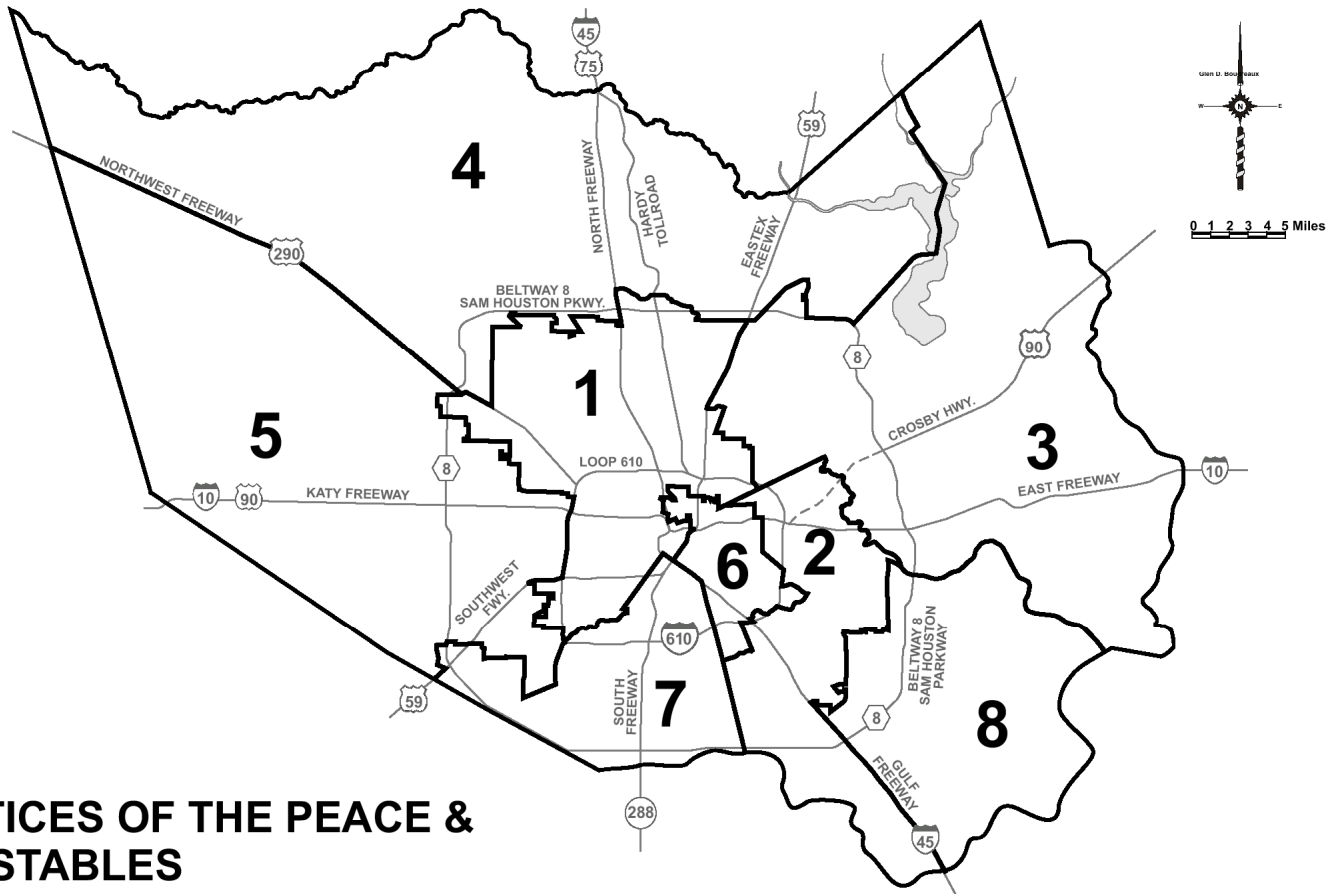 45
75
Glen D. Boudreaux
N
W
E
59
0 1 2 3 4 5 Miles
4
NORTHWEST FREEWAY
NORTH FREEWAY
HARDY
TOLLROAD
EASTEX
FREEWAY
290
BELTWAY 8
SAM HOUSTON PKWY.
90
8
1
5
CROSBY HWY.
3
LOOP 610
8
10
10
90
KATY FREEWAY
EAST FREEWAY
6
2
SOUTHWEST
FWY.
610
BELTWAY 8
SAM HOUSTON
PARKWAY
59
SOUTH
FREEWAY
7
8
8
GULF
FREEWAY
288
45
TICES OF THE PEACE &
STABLES